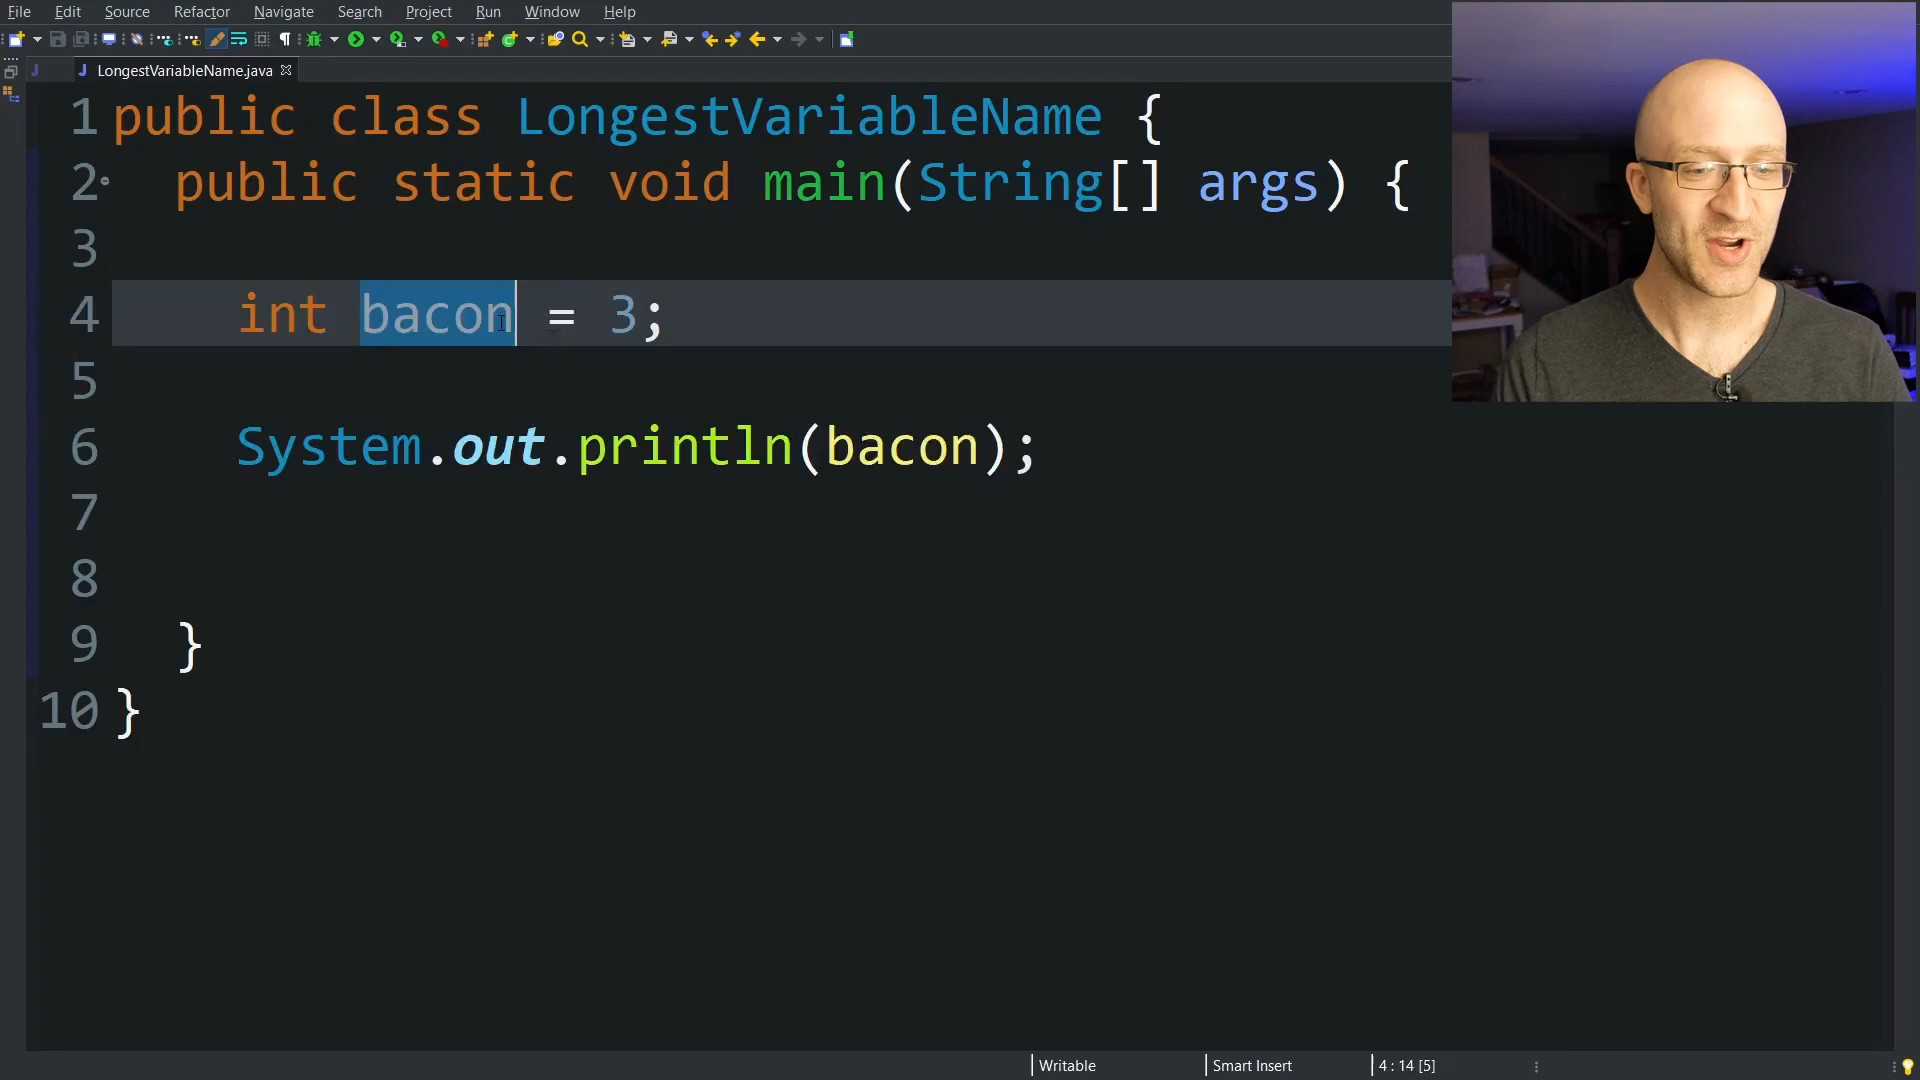 File Edit Source Refactor Navigate Search Project Run Window Help
LongestVariableName.java
1 public class LongestVariableName {
2 public static void main(String[] args) {
3
4 int bacon = 3;
5
6 System.out.println(bacon);
7
8
9 }
10 }
Writable Smart Insert 4 : 14 [5]